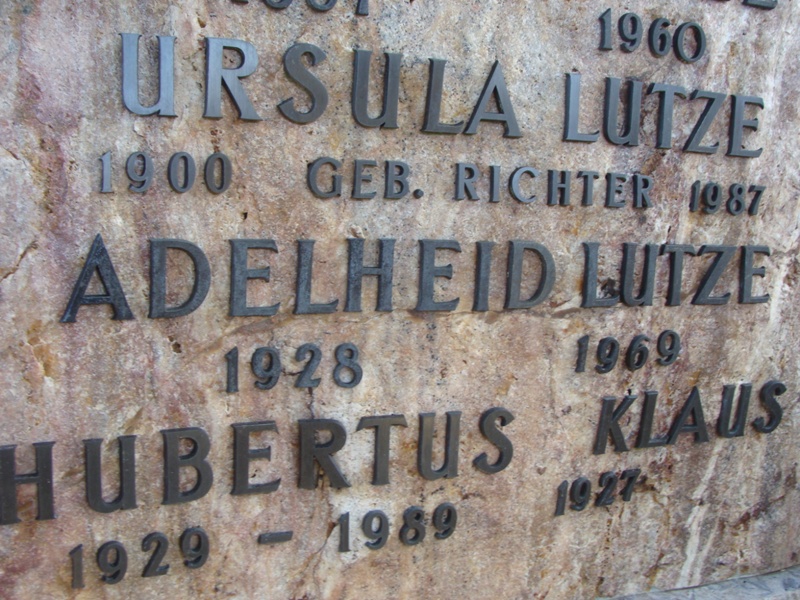 1960
URSULA LUTZE
1900 GEB. RICHTER 1987
ADELHEID LUTZE
1928 1969
HUBERTUS KLAUS
1929 – 1989 1927